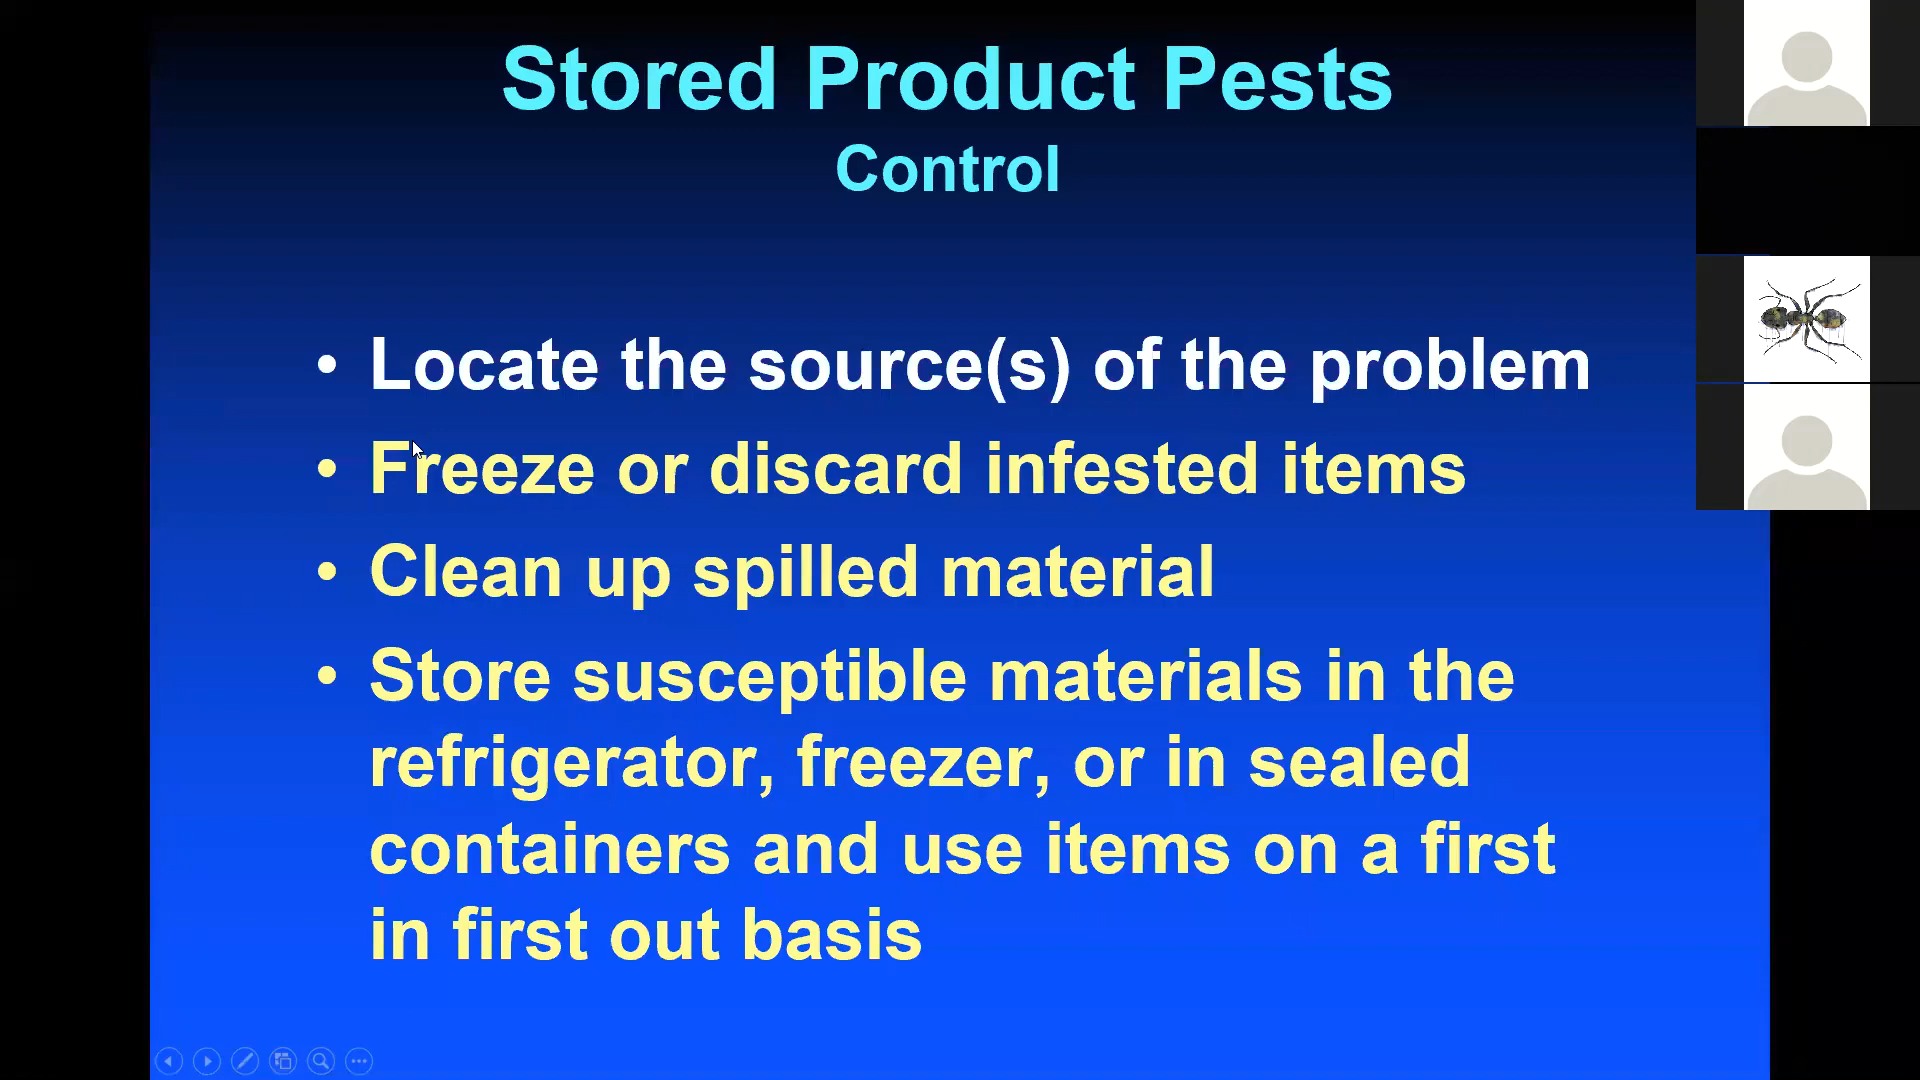 Stored Product Pests
Control
• Locate the source(s) of the problem
• Freeze or discard infested items
• Clean up spilled material
• Store susceptible materials in the
refrigerator, freezer, or in sealed
containers and use items on a first
in first out basis